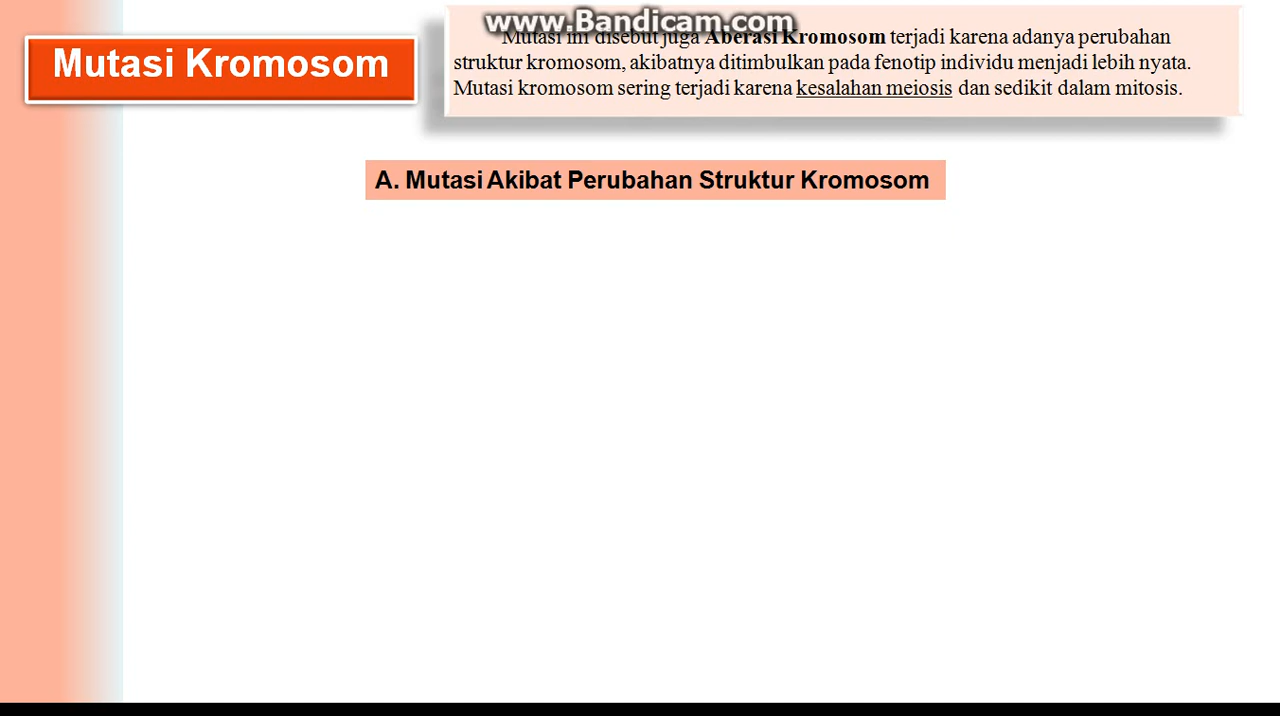 www.Bandicam.com
Mutasi Kromosom
Mutasi ini disebut juga Aberasi Kromosom terjadi karena adanya perubahan
struktur kromosom, akibatnya ditimbulkan pada fenotip individu menjadi lebih nyata.
Mutasi kromosom sering terjadi karena kesalahan meiosis dan sedikit dalam mitosis.
A. Mutasi Akibat Perubahan Struktur Kromosom